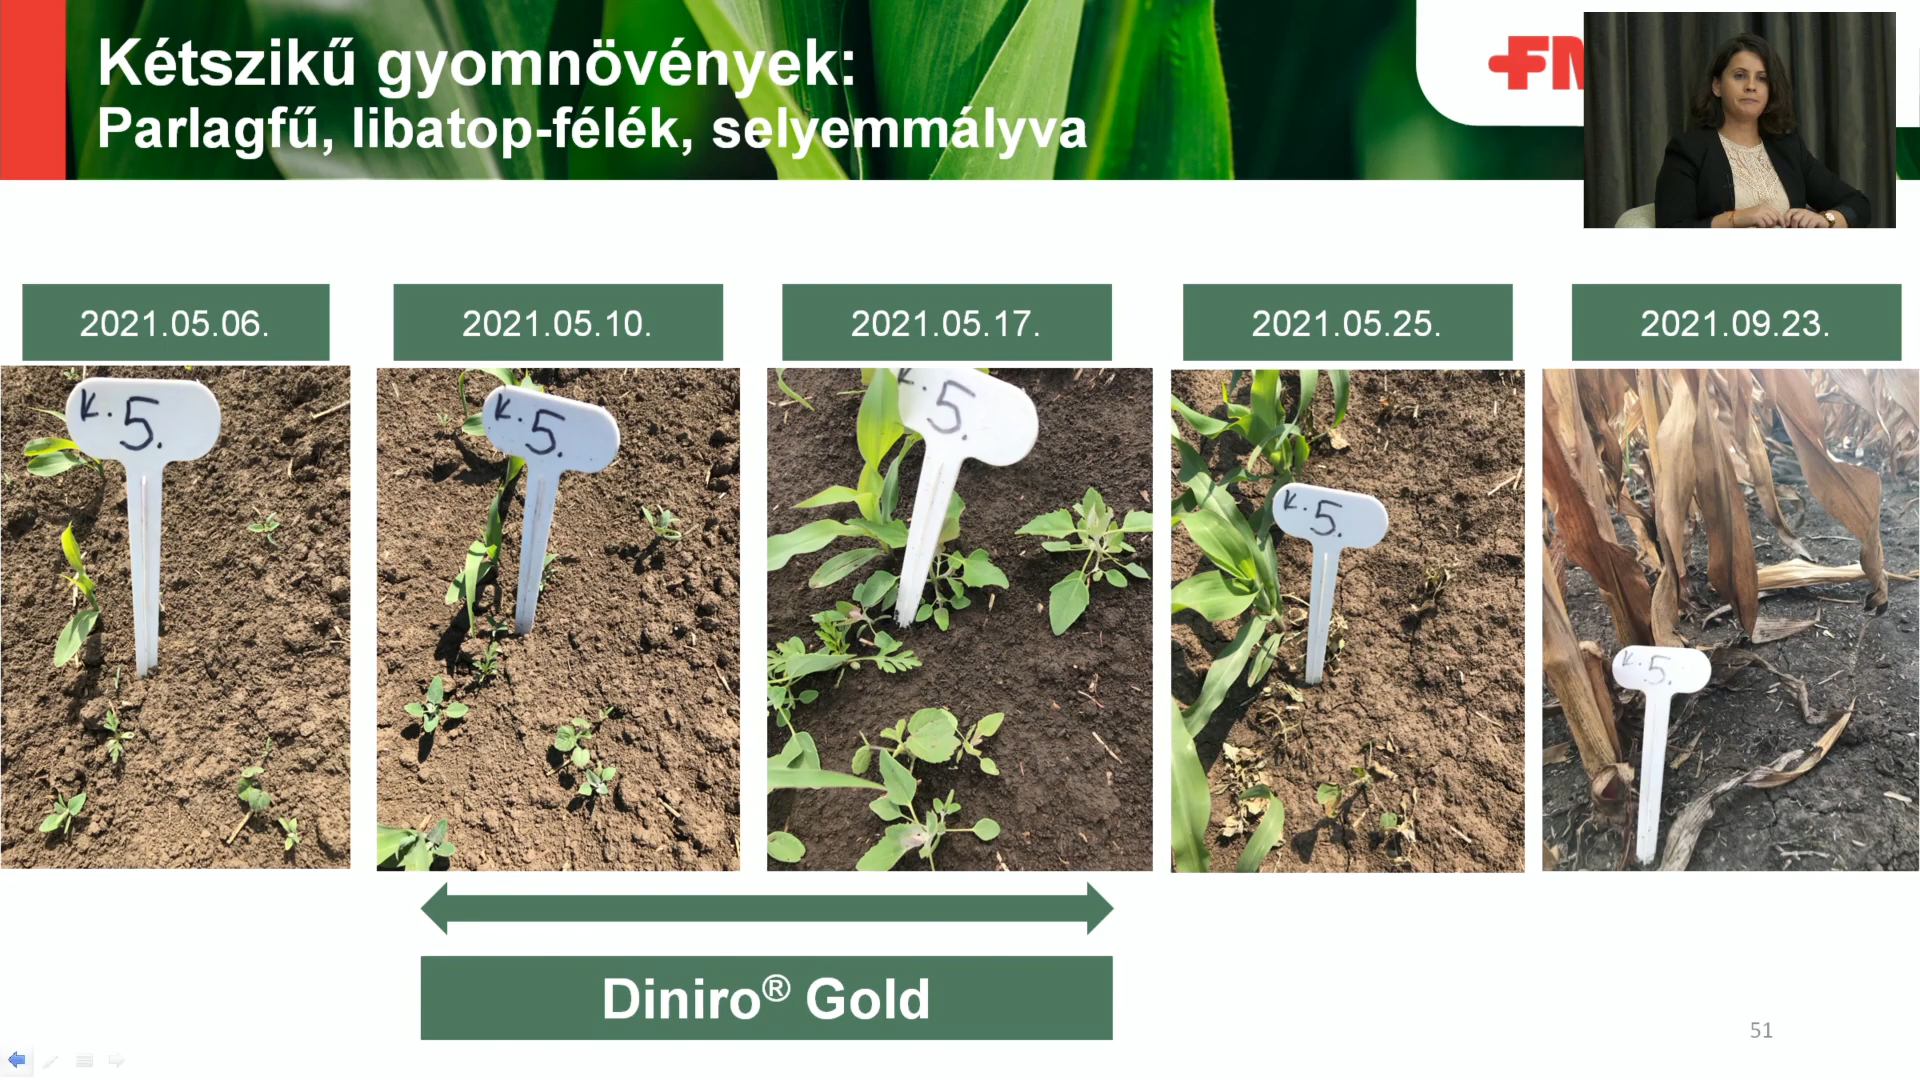 Kétszikű gyomnövények:
Parlagfű, libatop-félék, selyemmályva
2021.05.06.
2021.05.10.
2021.05.17.
2021.05.25.
2021.09.23.
K. 5.
K. 5.
K. 5.
K. 5.
K. 5.
Diniro® Gold
51